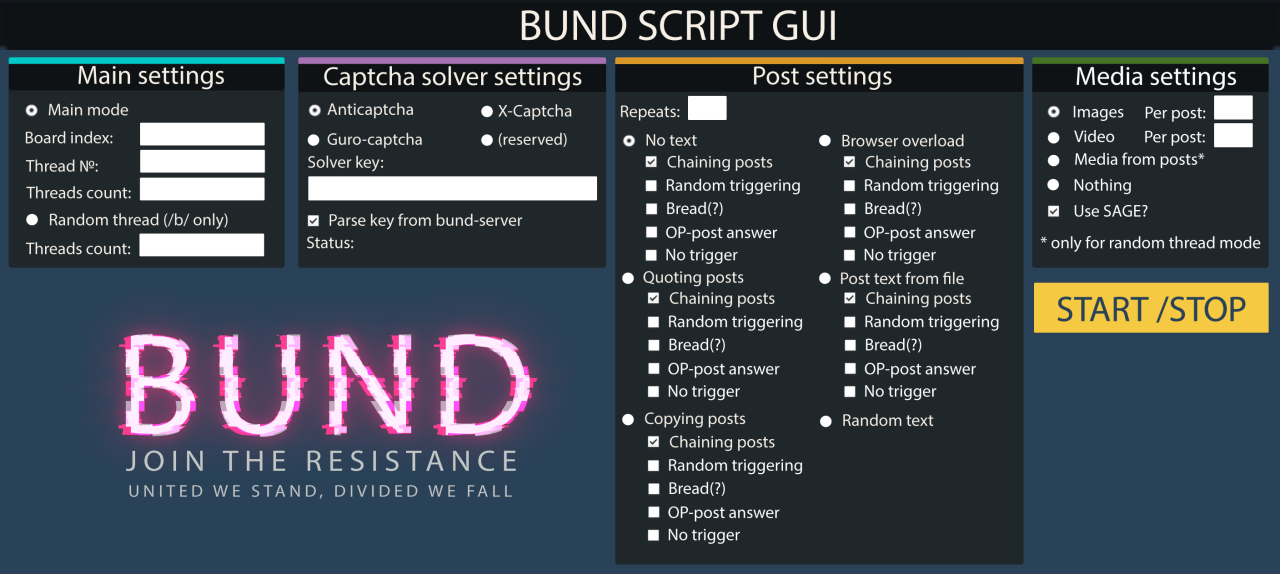 BUND SCRIPT GUI
Main settings
Main mode
Board index:
Thread №:
Threads count:
Random thread (/b/ only)
Threads count:
Captcha solver settings
Anticaptcha
X-Captcha
Guro-captcha
(reserved)
Solver key:
Parse key from bund-server
Status:
Post settings
Repeats:
No text
Chaining posts
Random triggering
Bread(?)
OP-post answer
No trigger
Browser overload
Chaining posts
Random triggering
Bread(?)
OP-post answer
No trigger
Quoting posts
Chaining posts
Random triggering
Bread(?)
OP-post answer
No trigger
Post text from file
Chaining posts
Random triggering
Bread(?)
OP-post answer
No trigger
Copying posts
Chaining posts
Random triggering
Bread(?)
OP-post answer
No trigger
Random text
Media settings
Images Per post:
Video Per post:
Media from posts*
Nothing
Use SAGE?
* only for random thread mode
START /STOP
BUND
JOIN THE RESISTANCE
UNITED WE STAND, DIVIDED WE FALL